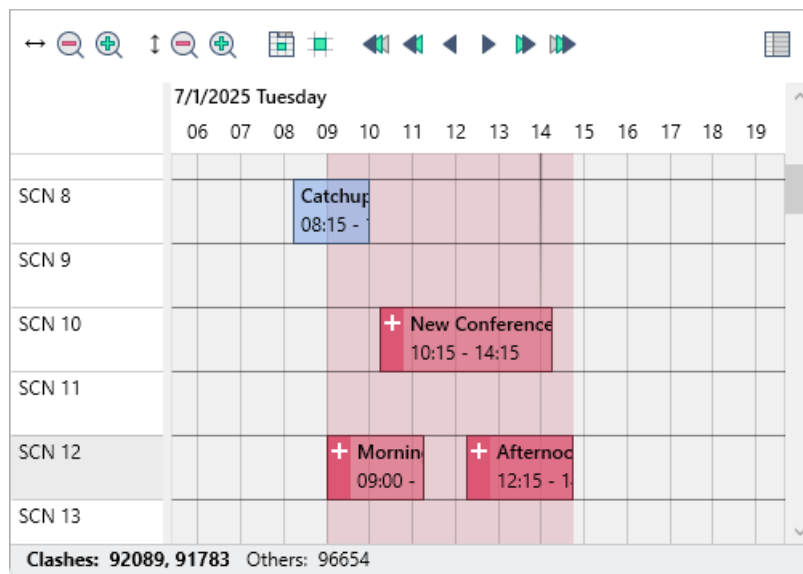 7/1/2025 Tuesday
06 07 08 09 10 11 12 13 14 15 16 17 18 19
SCN 8
Catchup
08:15 -
SCN 9
SCN 10
New Conference
10:15 - 14:15
SCN 11
SCN 12
Mornin
09:00 -
Afternoo
12:15 - 1
SCN 13
Clashes: 92089, 91783 Others: 96654